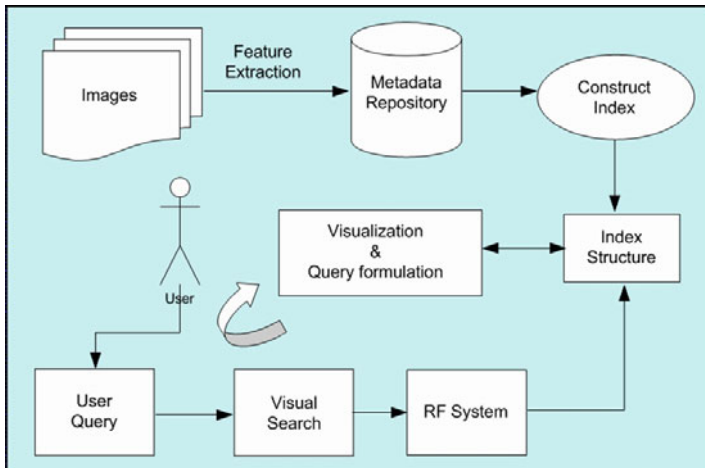 Images
Feature
Extraction
Metadata
Repository
Construct
Index
User
Visualization
&
Query formulation
Index
Structure
User
Query
Visual
Search
RF System